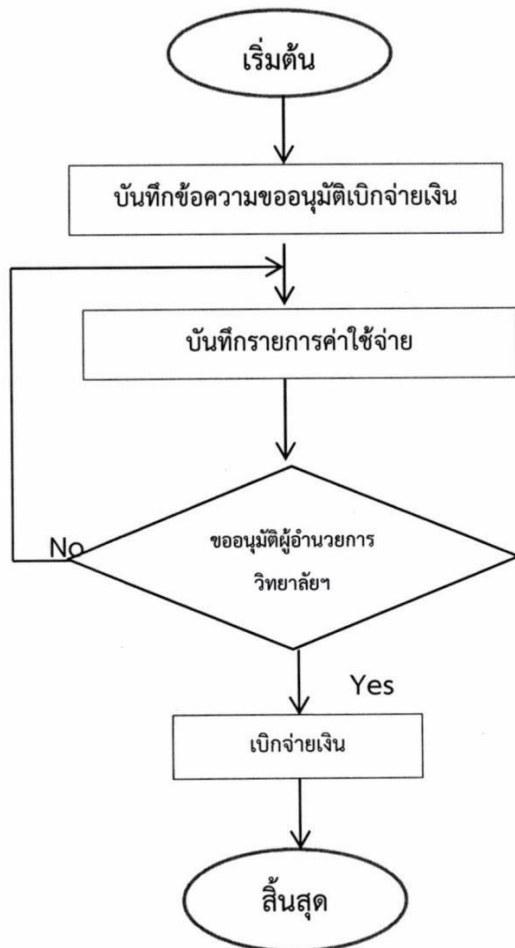 เริ่มต้น
บันทึกข้อความขออนุมัติเบิกจ่ายเงิน
บันทึกรายการค่าใช้จ่าย
ขออนุมัติผู้อำนวยการ
วิทยาลัยฯ
No
Yes
เบิกจ่ายเงิน
สิ้นสุด